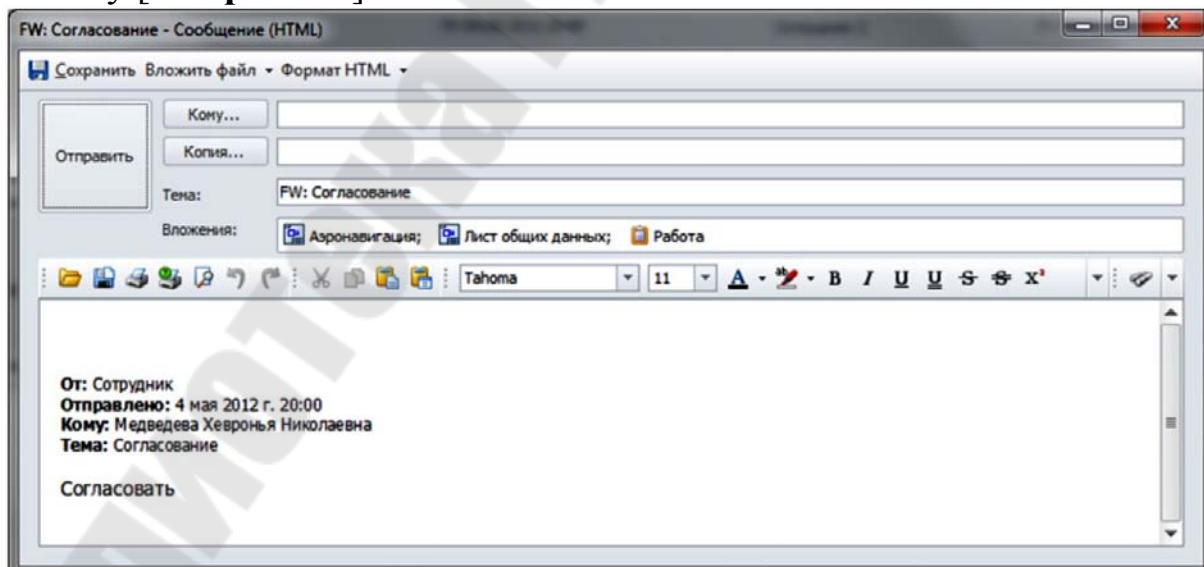 FW: Согласование - Сообщение (HTML)
Сохранить Вложить файл Формат HTML
Отправить
Кому...
Копия...
Тема: FW: Согласование
Вложения: Аэронавигация; Лист общих данных; Работа
Tahoma 11 A B I U U S S X²
От: Сотрудник
Отправлено: 4 мая 2012 г. 20:00
Кому: Медведева Хевронья Николаевна
Тема: Согласование
Согласовать